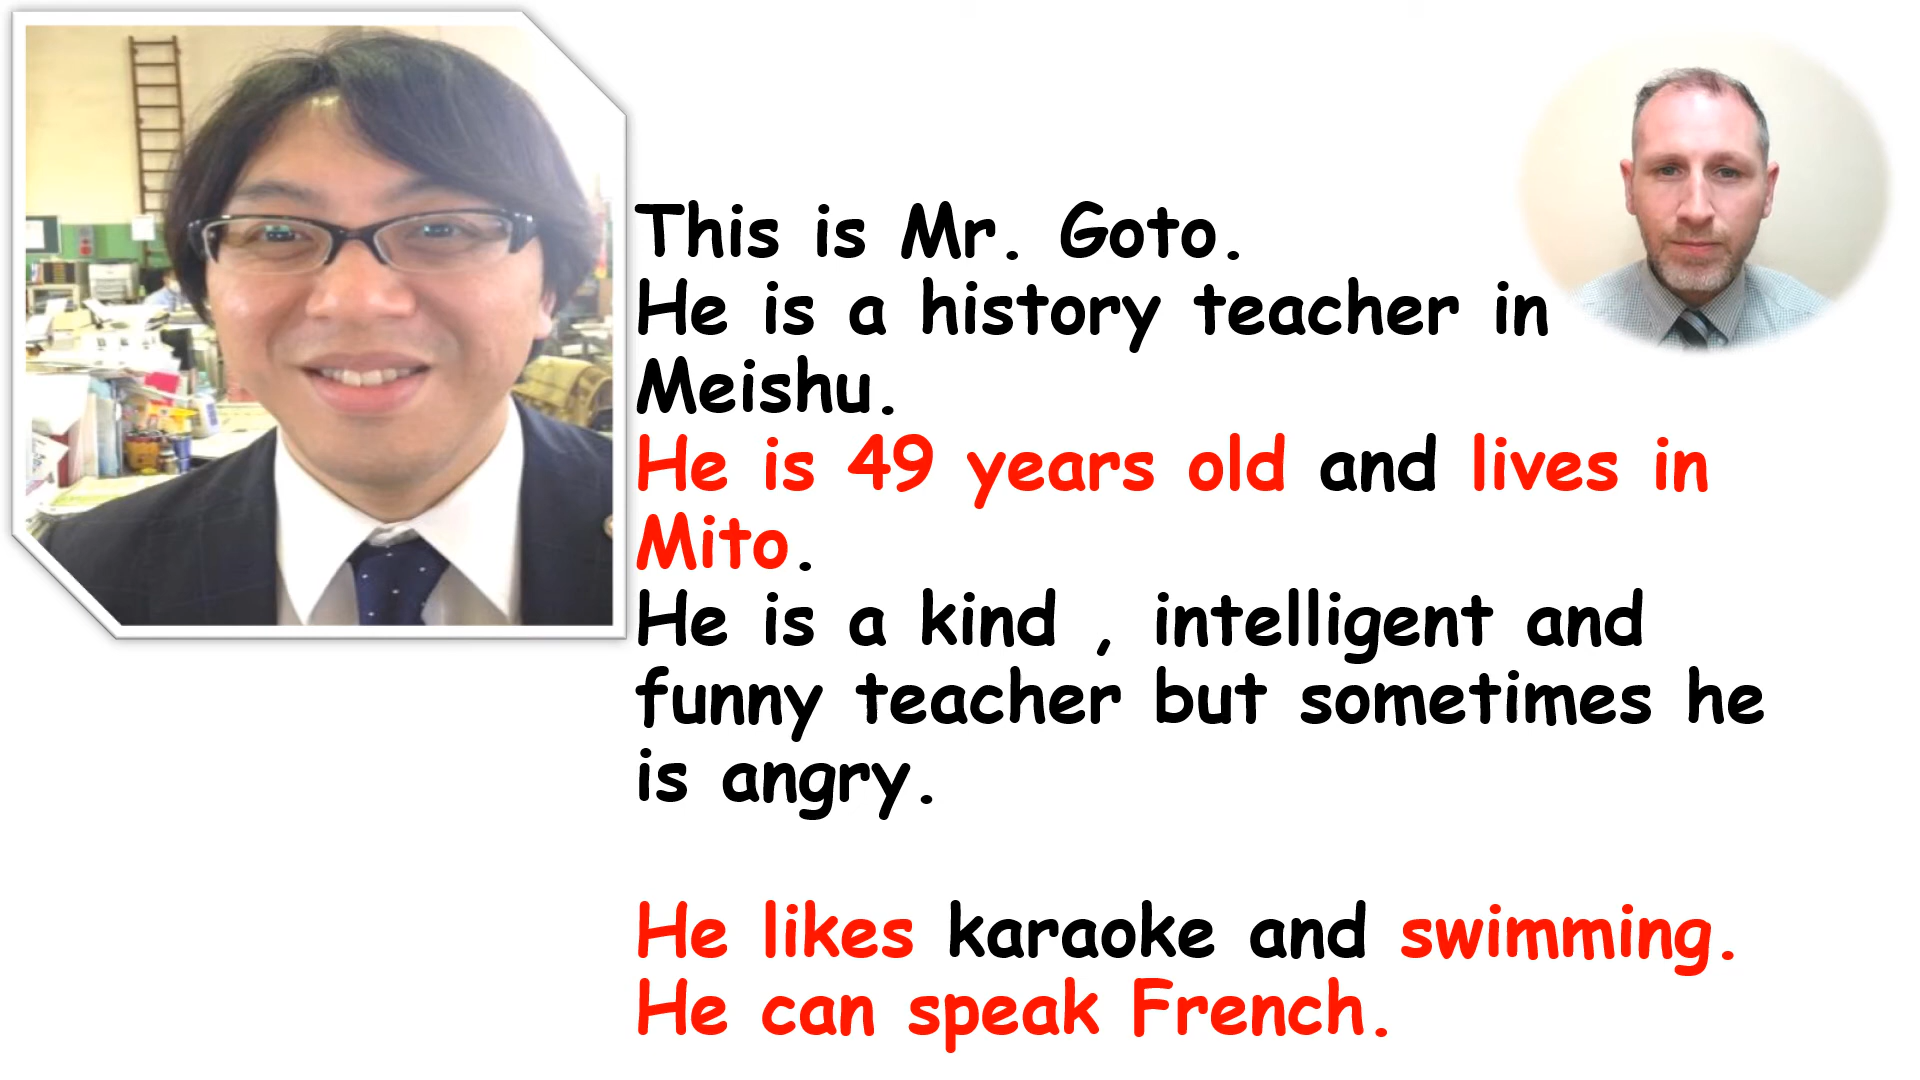 This is Mr. Goto.
He is a history teacher in
Meishu.
He is 49 years old and lives in
Mito.
He is a kind , intelligent and
funny teacher but sometimes he
is angry.
He likes karaoke and swimming.
He can speak French.